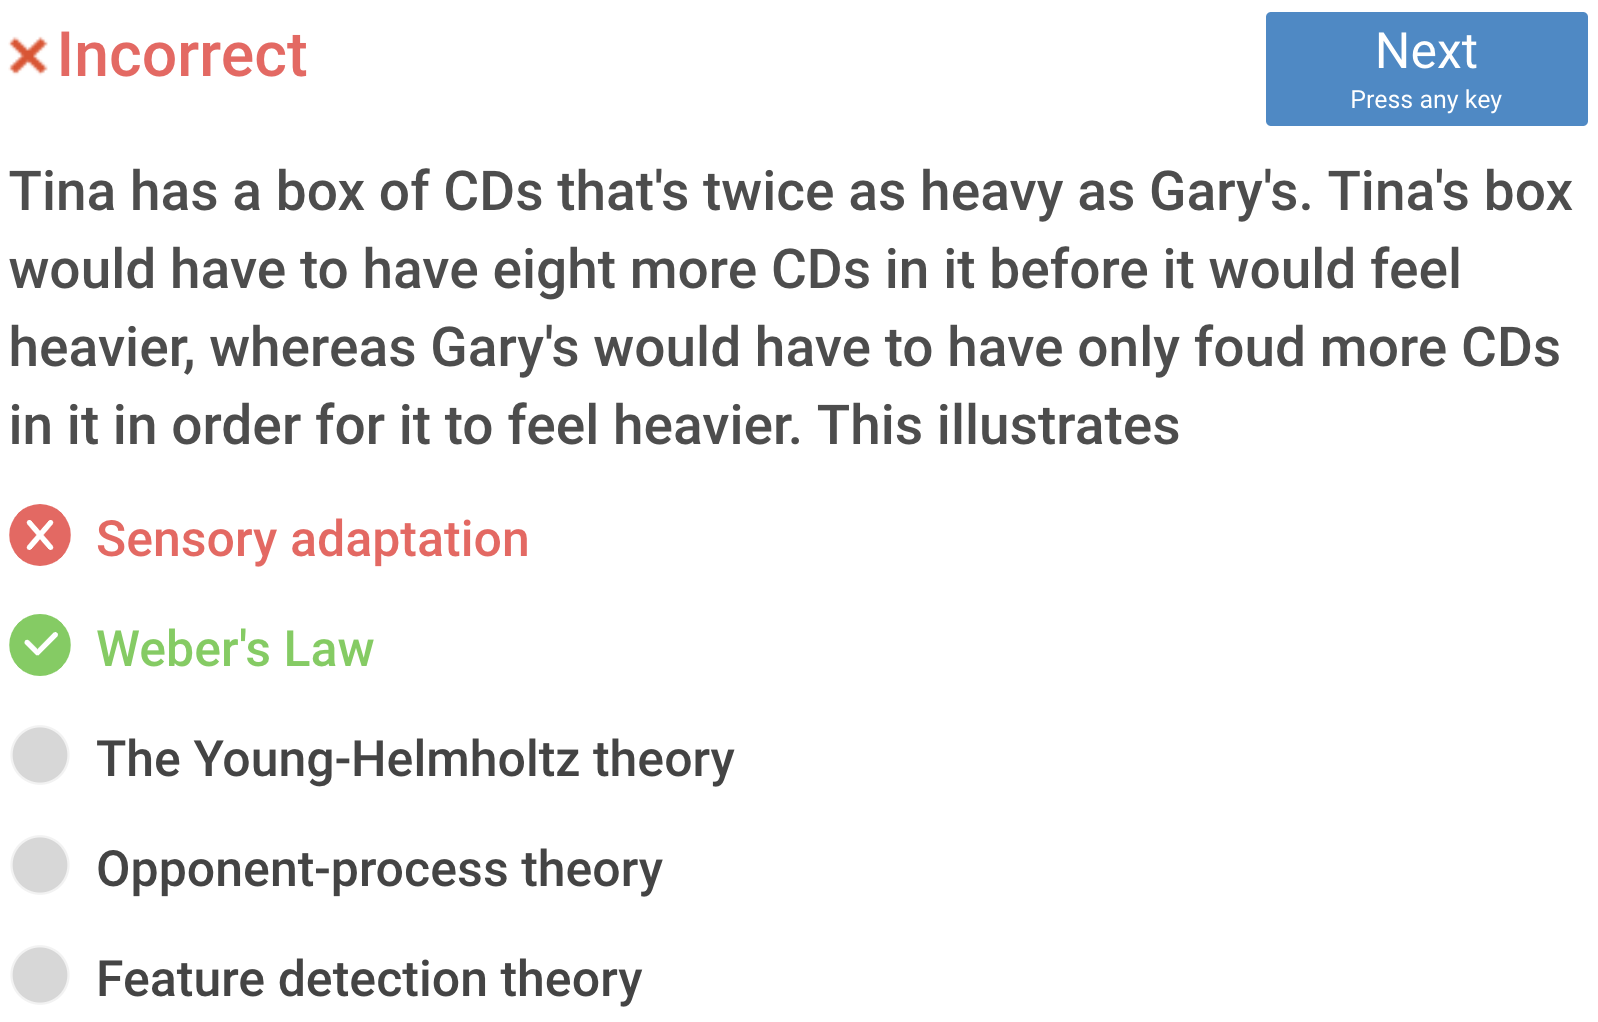 Incorrect
Next
Press any key
Tina has a box of CDs that's twice as heavy as Gary's. Tina's box
would have to have eight more CDs in it before it would feel
heavier, whereas Gary's would have to have only foud more CDs
in it in order for it to feel heavier. This illustrates
Sensory adaptation
Weber's Law
The Young-Helmholtz theory
Opponent-process theory
Feature detection theory